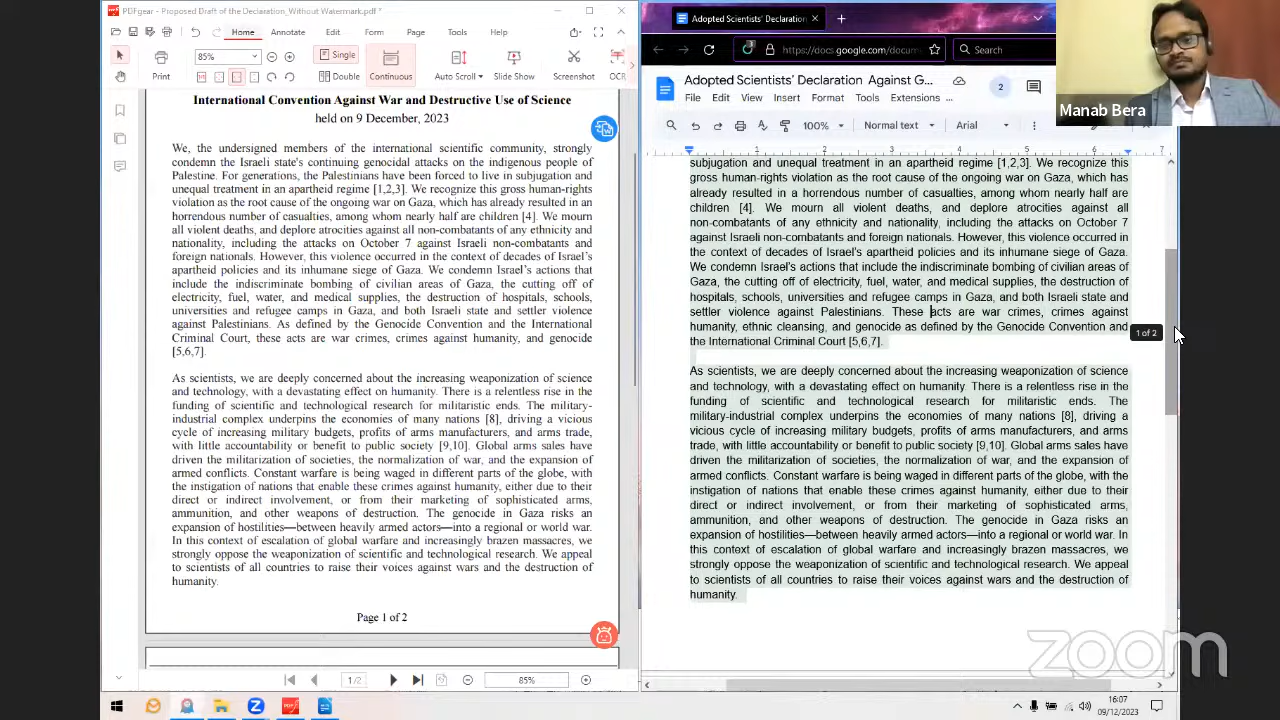 PDFgear - Proposed Draft of the Declaration_Without Watermark.pdf *
Home Annotate Edit Form Page Tools
85%
Print
Single
Double
Continuous
Auto Scroll
Slide Show
Screenshot
OCR
International Convention Against War and Destructive Use of Science
held on 9 December, 2023
We, the undersigned members of the international scientific community, strongly
condemn the Israeli state's continuing genocidal attacks on the indigenous people of
Palestine. For generations, the Palestinians have been forced to live in subjugation and
unequal treatment in an apartheid regime [1,2,3]. We recognize this gross human-rights
violation as the root cause of the ongoing war on Gaza, which has already resulted in an
horrendous number of casualties, among whom nearly half are children [4]. We mourn
all violent deaths, and deplore atrocities against all non-combatants of any ethnicity and
nationality, including the attacks on October 7 against Israeli non-combatants and
foreign nationals. However, this violence occurred in the context of decades of Israel's
apartheid policies and its inhumane siege of Gaza. We condemn Israel's actions that
include the indiscriminate bombing of civilian areas of Gaza, the cutting off of
electricity, fuel, water, and medical supplies, the destruction of hospitals, schools,
universities and refugee camps in Gaza, and both Israeli state and settler violence
against Palestinians. As defined by the Genocide Convention and the International
Criminal Court, these acts are war crimes, crimes against humanity, and genocide
[5,6,7].
As scientists, we are deeply concerned about the increasing weaponization of science
and technology, with a devastating effect on humanity. There is a relentless rise in the
funding of scientific and technological research for militaristic ends. The military-
industrial complex underpins the economies of many nations [8], driving a vicious
cycle of increasing military budgets, profits of arms manufacturers, and arms trade,
with little accountability or benefit to public society [9,10]. Global arms sales have
driven the militarization of societies, the normalization of war, and the expansion of
armed conflicts. Constant warfare is being waged in different parts of the globe, with
the instigation of nations that enable these crimes against humanity, either due to their
direct or indirect involvement, or from their marketing of sophisticated arms,
ammunition, and other weapons of destruction. The genocide in Gaza risks an
expansion of hostilities—between heavily armed actors—into a regional or world war.
In this context of escalation of global warfare and increasingly brazen massacres, we
strongly oppose the weaponization of scientific and technological research. We appeal
to scientists of all countries to raise their voices against wars and the destruction of
humanity.
Page 1 of 2
1/2
85%
Adopted Scientists' Declaration
https://docs.google.com/docum
Search
Adopted Scientists' Declaration Against G...
File Edit View Insert Format Tools Extensions ...
2
100% Normal text Arial
7
subjugation and unequal treatment in an apartheid regime [1,2,3]. We recognize this
gross human-rights violation as the root cause of the ongoing war on Gaza, which has
already resulted in a horrendous number of casualties, among whom nearly half are
children [4]. We mourn all violent deaths, and deplore atrocities against all
non-combatants of any ethnicity and nationality, including the attacks on October 7
against Israeli non-combatants and foreign nationals. However, this violence occurred in
the context of decades of Israel's apartheid policies and its inhumane siege of Gaza.
We condemn Israel's actions that include the indiscriminate bombing of civilian areas of
Gaza, the cutting off of electricity, fuel, water, and medical supplies, the destruction of
hospitals, schools, universities and refugee camps in Gaza, and both Israeli state and
settler violence against Palestinians. These acts are war crimes, crimes against
humanity, ethnic cleansing, and genocide as defined by the Genocide Convention and
the International Criminal Court [5,6,7].
1 of 2
As scientists, we are deeply concerned about the increasing weaponization of science
and technology, with a devastating effect on humanity. There is a relentless rise in the
funding of scientific and technological research for militaristic ends. The
military-industrial complex underpins the economies of many nations [8], driving a
vicious cycle of increasing military budgets, profits of arms manufacturers, and arms
trade, with little accountability or benefit to public society [9,10]. Global arms sales have
driven the militarization of societies, the normalization of war, and the expansion of
armed conflicts. Constant warfare is being waged in different parts of the globe, with the
instigation of nations that enable these crimes against humanity, either due to their
direct or indirect involvement, or from their marketing of sophisticated arms,
ammunition, and other weapons of destruction. The genocide in Gaza risks an
expansion of hostilities—between heavily armed actors—into a regional or world war. In
this context of escalation of global warfare and increasingly brazen massacres, we
strongly oppose the weaponization of scientific and technological research. We appeal
to scientists of all countries to raise their voices against wars and the destruction of
humanity.
Manab Bera
zoom
16:07
09/12/2023